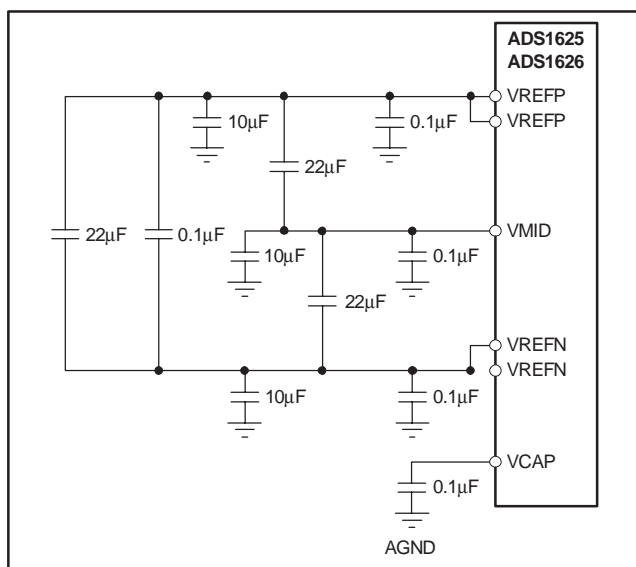 ADS1625
ADS1626
VREFP
10μF
0.1μF
VREFP
22μF
22μF
0.1μF
VMID
10μF
0.1μF
22μF
VREFN
VREFN
10μF
0.1μF
VCAP
0.1μF
AGND